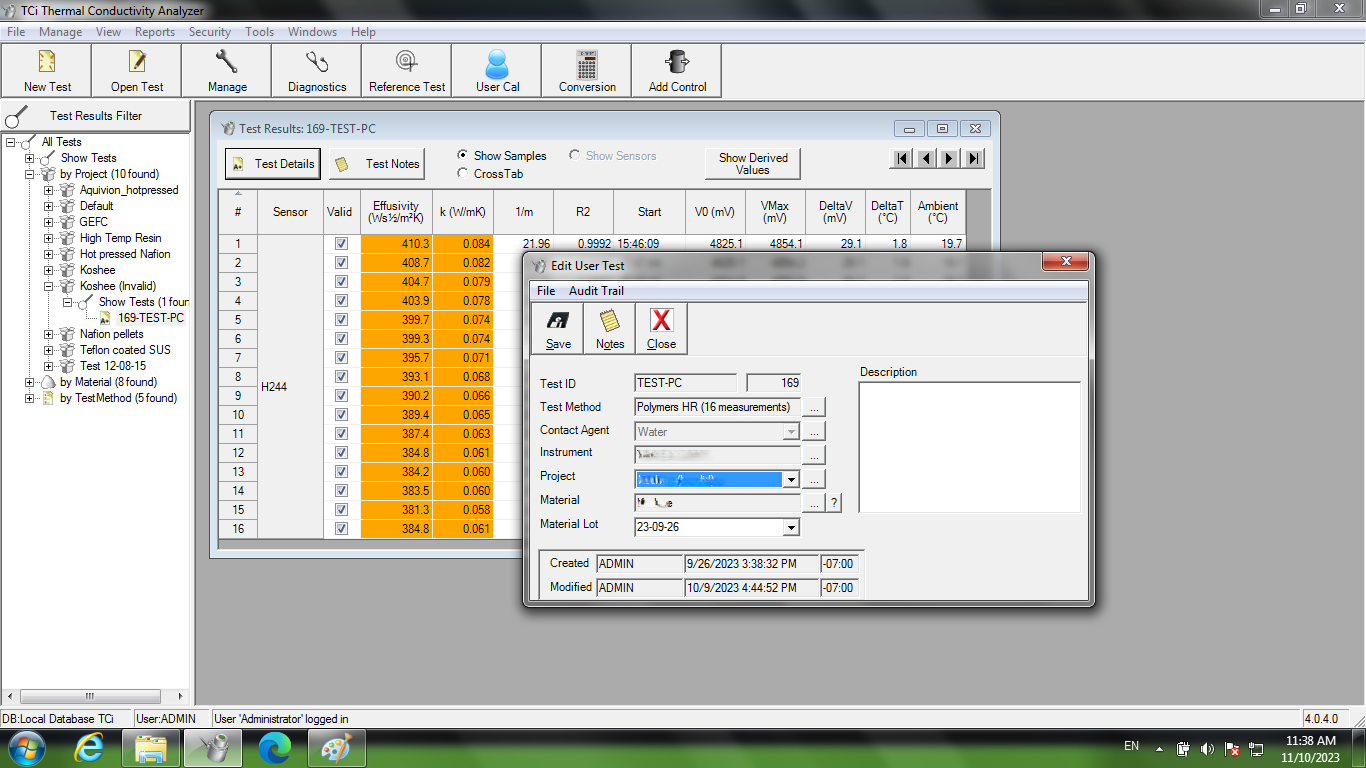 TCi Thermal Conductivity Analyzer
File Manage View Reports Security Tools Windows Help
New Test Open Test Manage Diagnostics Reference Test User Cal Conversion Add Control
Test Results Filter
All Tests
Show Tests
by Project (10 found)
Aquivion_hotpressed
Default
GEFC
High Temp Resin
Hot pressed Nafion
Koshee
Koshee (Invalid)
Show Tests (1 foun
169-TEST-PC
Nafion pellets
Teflon coated SUS
Test 12-08-15
by Material (8 found)
by TestMethod (5 found)
Test Results: 169-TEST-PC
Test Details Test Notes Show Samples Show Sensors CrossTab Show Derived Values
# Sensor Valid Effusivity (Ws½/m²K) k (W/mK) 1/m R2 Start V0 (mV) VMax (mV) DeltaV (mV) DeltaT (°C) Ambient (°C)
1 410.3 0.084 21.96 0.9992 15:46:09 4825.1 4854.1 29.1 1.8 19.7
2 408.7 0.082
3 404.7 0.079
4 403.9 0.078
5 399.7 0.074
6 399.3 0.074
7 395.7 0.071
8 393.1 0.068
H244
9 390.2 0.066
10 389.4 0.065
11 387.4 0.063
12 384.8 0.061
13 384.2 0.060
14 383.5 0.060
15 381.3 0.058
16 384.8 0.061
Edit User Test
File Audit Trail
Save Notes Close
Test ID TEST-PC 169
Test Method Polymers HR (16 measurements) ...
Contact Agent Water ...
Instrument ...
Project ...
Material ... ?
Material Lot 23-09-26
Description
Created ADMIN 9/26/2023 3:38:32 PM -07:00
Modified ADMIN 10/9/2023 4:44:52 PM -07:00
DB:Local Database TCi User:ADMIN User 'Administrator' logged in 4.0.4.0
EN 11:38 AM
11/10/2023